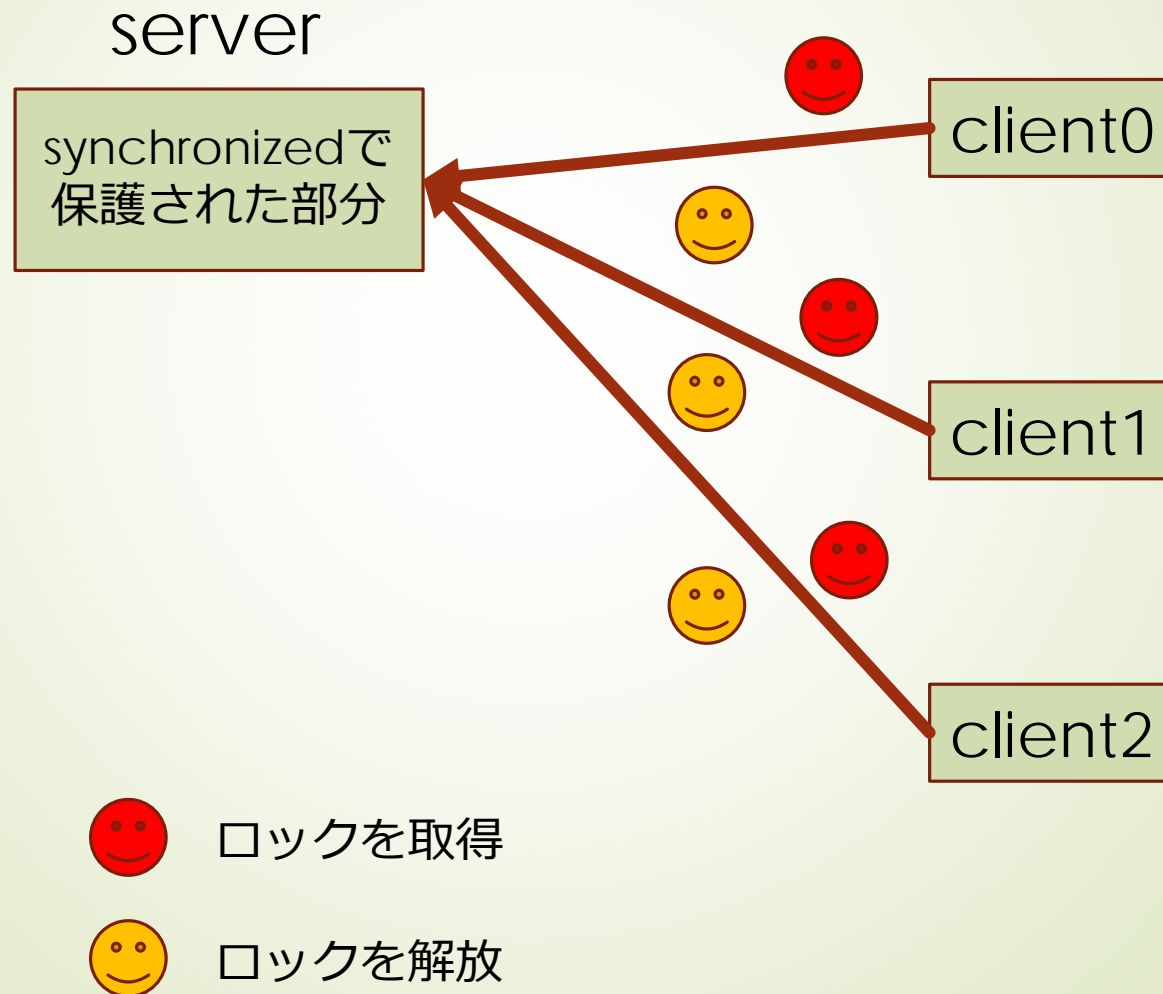 server
synchronizedで
保護された部分
client0
client1
client2
ロックを取得
ロックを解放